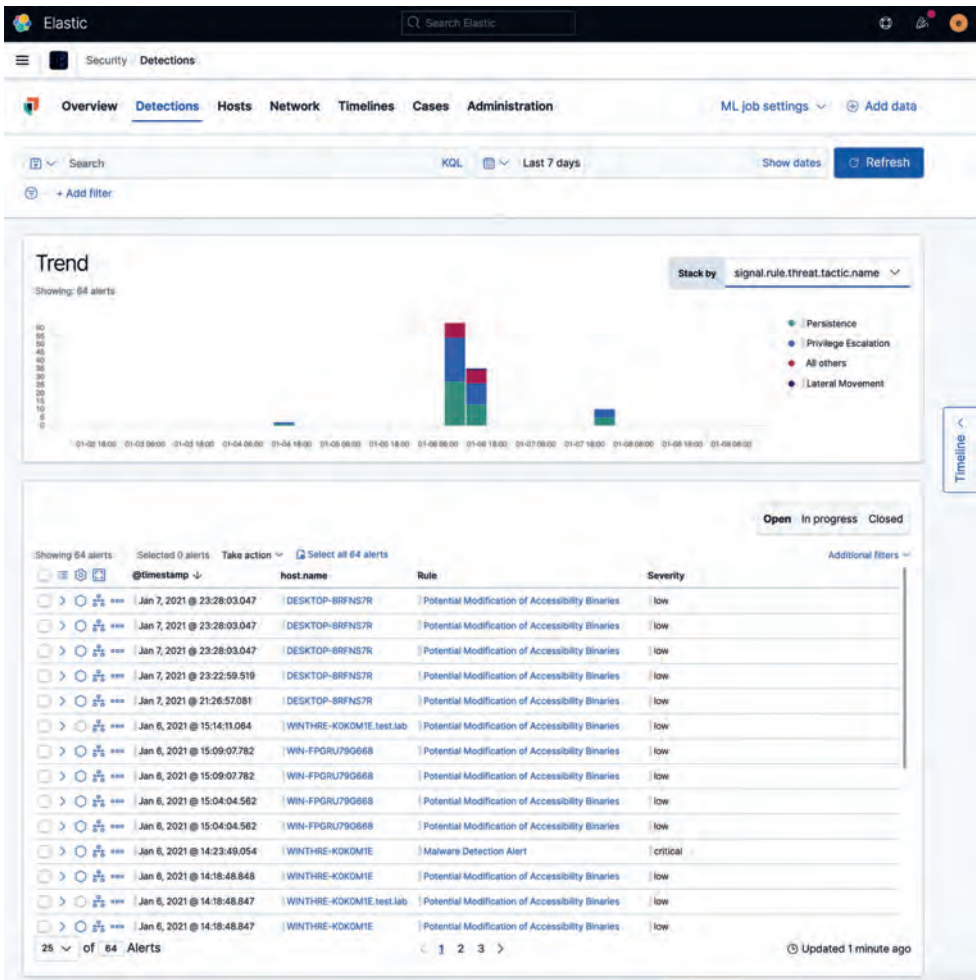 Elastic
Search Elastic
e
Security Detections
Overview Detections Hosts Network Timelines Cases Administration ML job settings Add data
Search KQL Last 7 days Show dates Refresh
+ Add filter
Trend
Stack by signal.rule.threat.tactic.name
Showing: 64 alerts
Persistence
Privilege Escalation
All others
Lateral Movement
60
55
50
45
40
35
30
25
20
15
10
5
0
Timeline
Open In progress Closed
Showing 64 alerts Selected 0 alerts Take action Select all 64 alerts Additional filters
@timestamp host.name Rule Severity
Jan 7, 2021 @ 23:28:03.047 DESKTOP-8RFNS7R Potential Modification of Accessibility Binaries low
Jan 7, 2021 @ 23:28:03.047 DESKTOP-8RFNS7R Potential Modification of Accessibility Binaries low
Jan 7, 2021 @ 23:28:03.047 DESKTOP-8RFNS7R Potential Modification of Accessibility Binaries low
Jan 7, 2021 @ 23:22:59.519 DESKTOP-8RFNS7R Potential Modification of Accessibility Binaries low
Jan 7, 2021 @ 21:26:57.081 DESKTOP-8RFNS7R Potential Modification of Accessibility Binaries low
Jan 6, 2021 @ 15:14:11.064 WINTHRE-K0K0M1E.test.lab Potential Modification of Accessibility Binaries low
Jan 6, 2021 @ 15:09:07.782 WIN-FPGRU79G668 Potential Modification of Accessibility Binaries low
Jan 6, 2021 @ 15:09:07.782 WIN-FPGRU79G668 Potential Modification of Accessibility Binaries low
Jan 6, 2021 @ 15:04:04.562 WIN-FPGRU79G668 Potential Modification of Accessibility Binaries low
Jan 6, 2021 @ 15:04:04.562 WIN-FPGRU79G668 Potential Modification of Accessibility Binaries low
Jan 6, 2021 @ 14:23:49.054 WINTHRE-K0K0M1E Malware Detection Alert critical
Jan 6, 2021 @ 14:18:48.848 WINTHRE-K0K0M1E Potential Modification of Accessibility Binaries low
Jan 6, 2021 @ 14:18:48.847 WINTHRE-K0K0M1E.test.lab Potential Modification of Accessibility Binaries low
Jan 6, 2021 @ 14:18:48.847 WINTHRE-K0K0M1E Potential Modification of Accessibility Binaries low
25 of 64 Alerts 1 2 3 Updated 1 minute ago